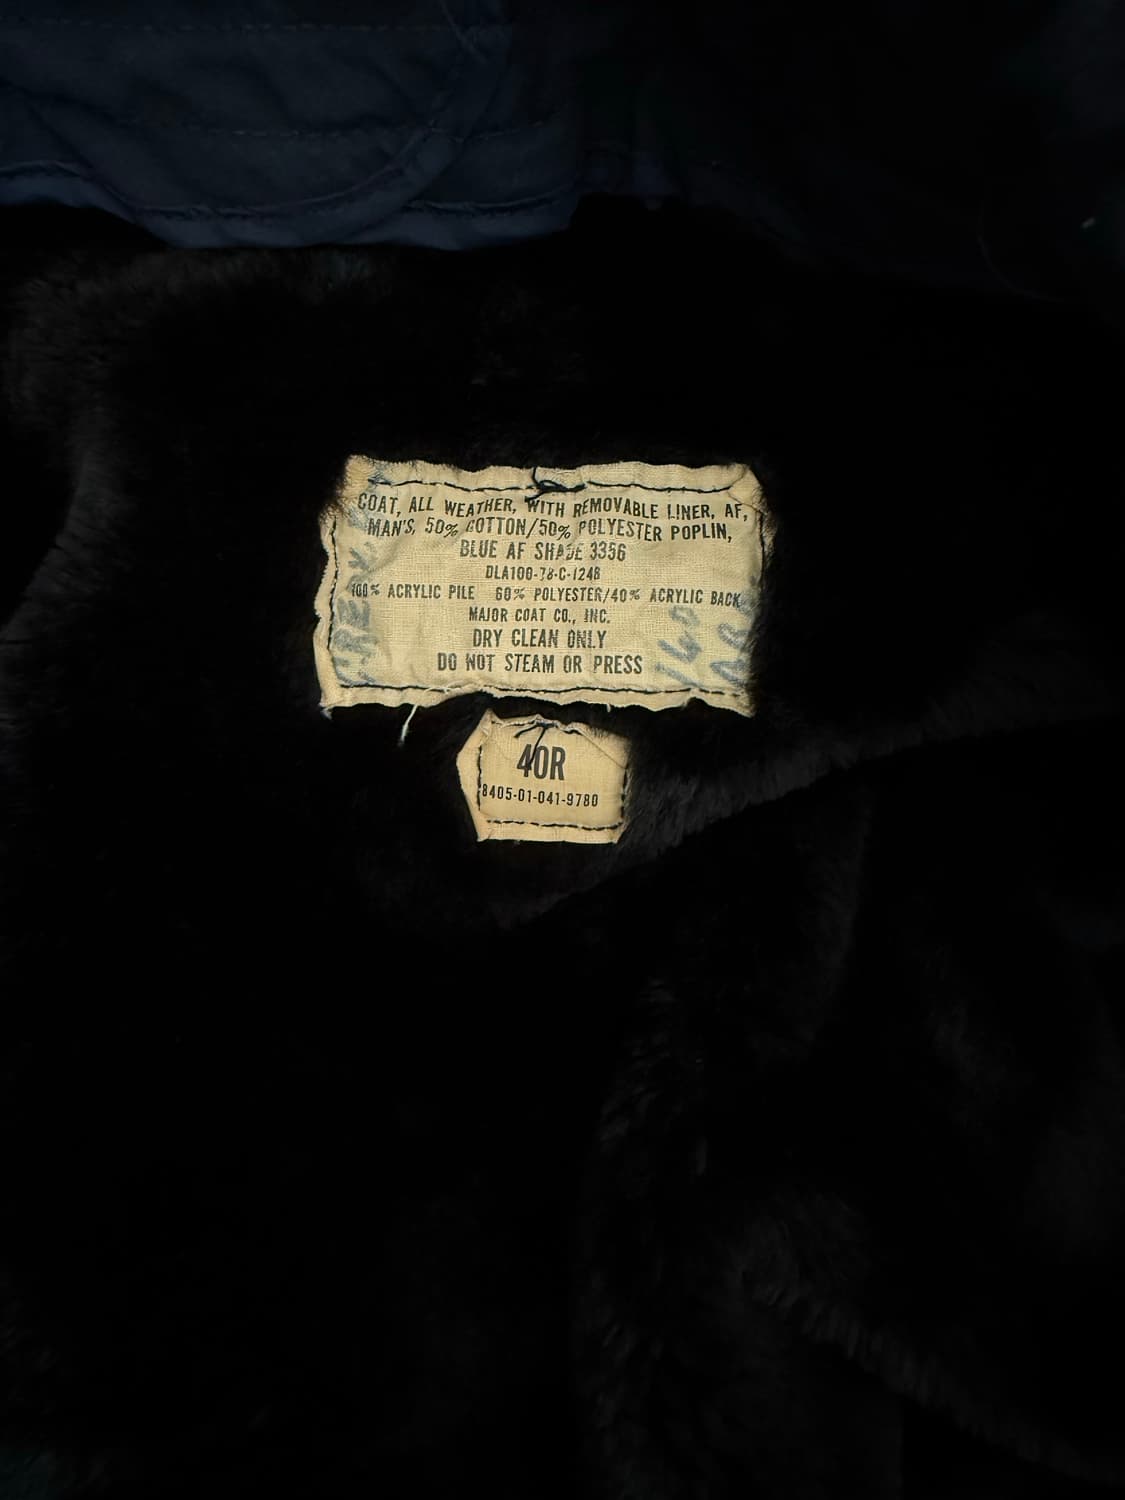 COAT, ALL WEATHER, WITH REMOVABLE LINER, AF,
MAN'S, 50% COTTON/50% POLYESTER POPLIN,
BLUE AF SHADE 3356
DLA100-78-C-1248
100% ACRYLIC PILE 60% POLYESTER/40% ACRYLIC BACK
MAJOR COAT CO., INC.
DRY CLEAN ONLY
DO NOT STEAM OR PRESS
160
40R
8405-01-041-9780